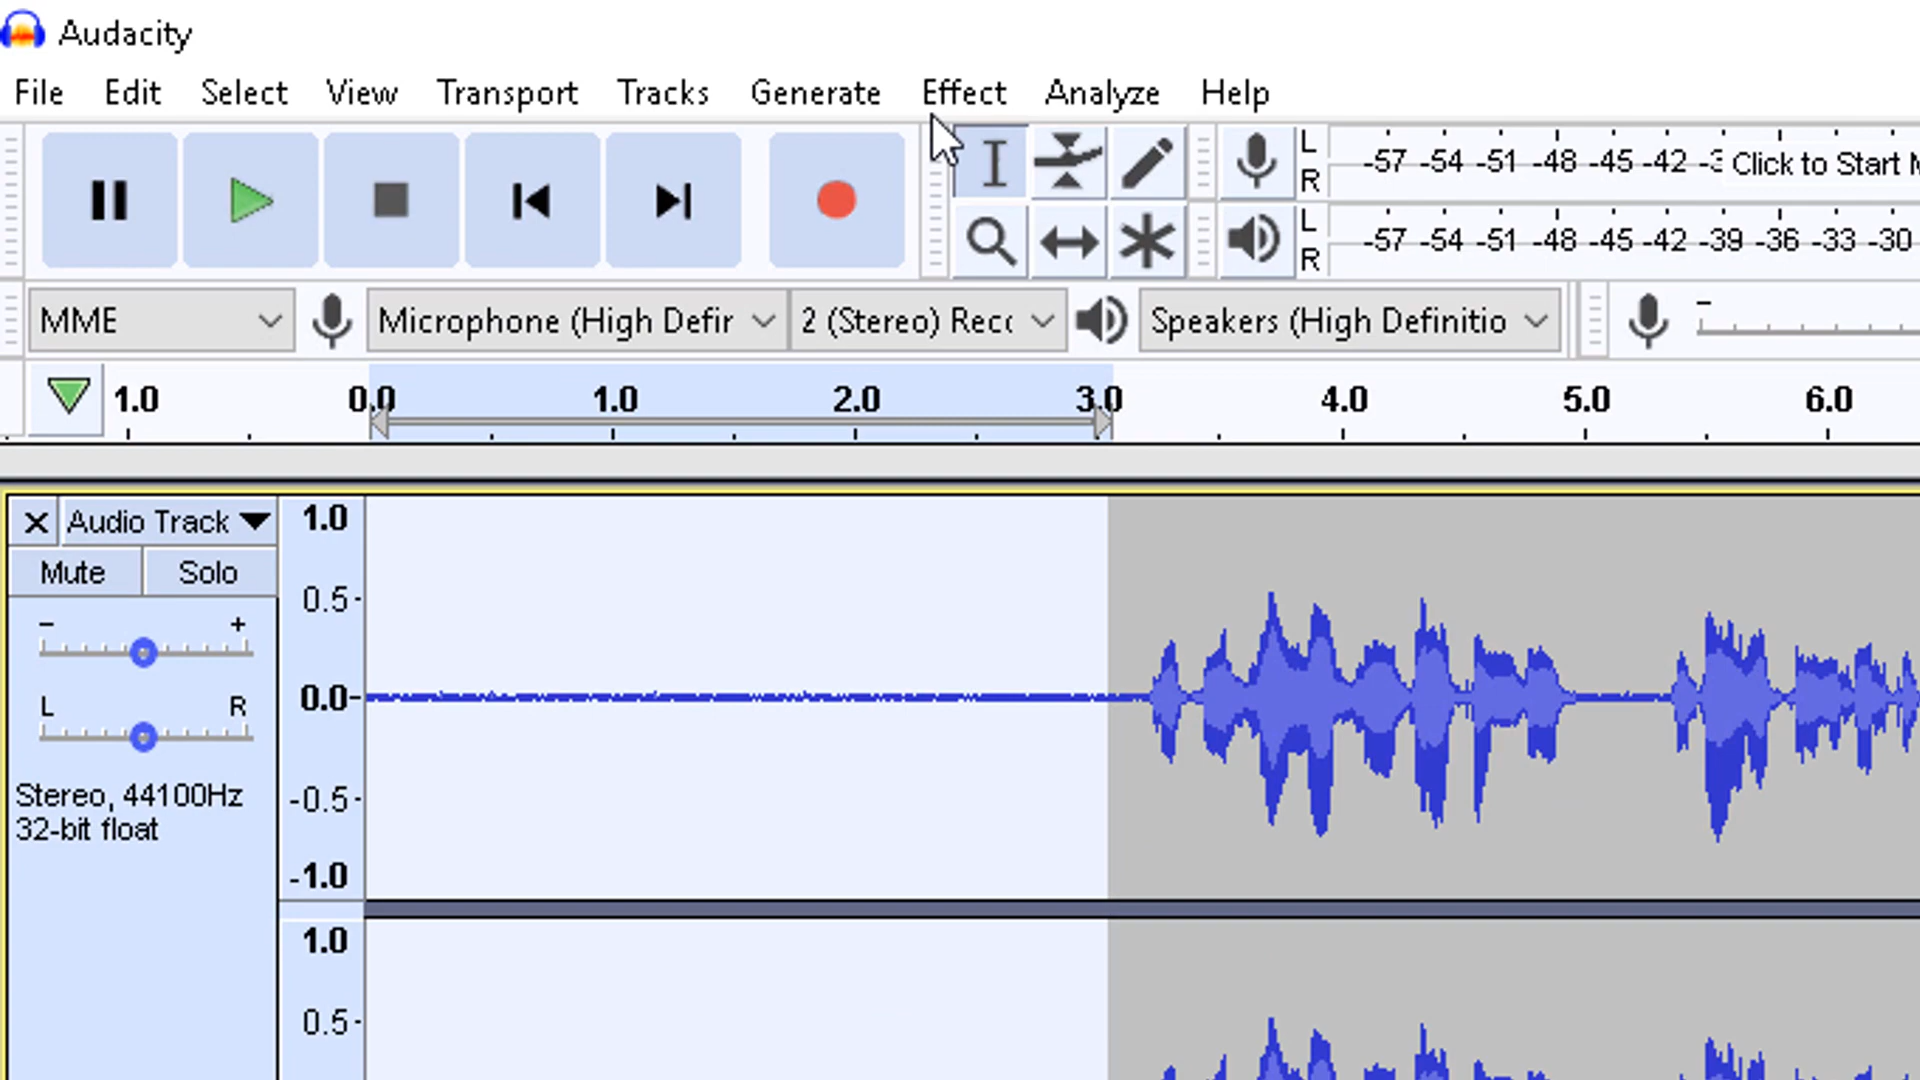 Audacity
File Edit Select View Transport Tracks Generate Effect Analyze Help
L
R
-57 -54 -51 -48 -45 -42 -3 Click to Start M
L
R
-57 -54 -51 -48 -45 -42 -39 -36 -33 -30
MME Microphone (High Defir 2 (Stereo) Recc Speakers (High Definitio
1.0 0.0 1.0 2.0 3.0 4.0 5.0 6.0
Audio Track
Mute Solo
- +
L R
Stereo, 44100Hz
32-bit float
1.0
0.5
0.0
-0.5
-1.0
1.0
0.5